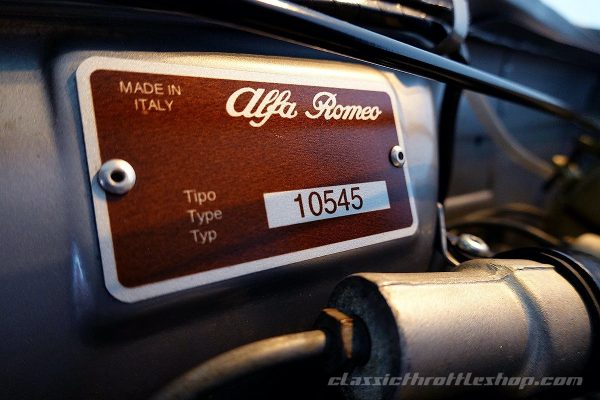 MADE IN
ITALY
Alfa Romeo
Tipo
Type
Typ
10545
classicthrottleshop.com